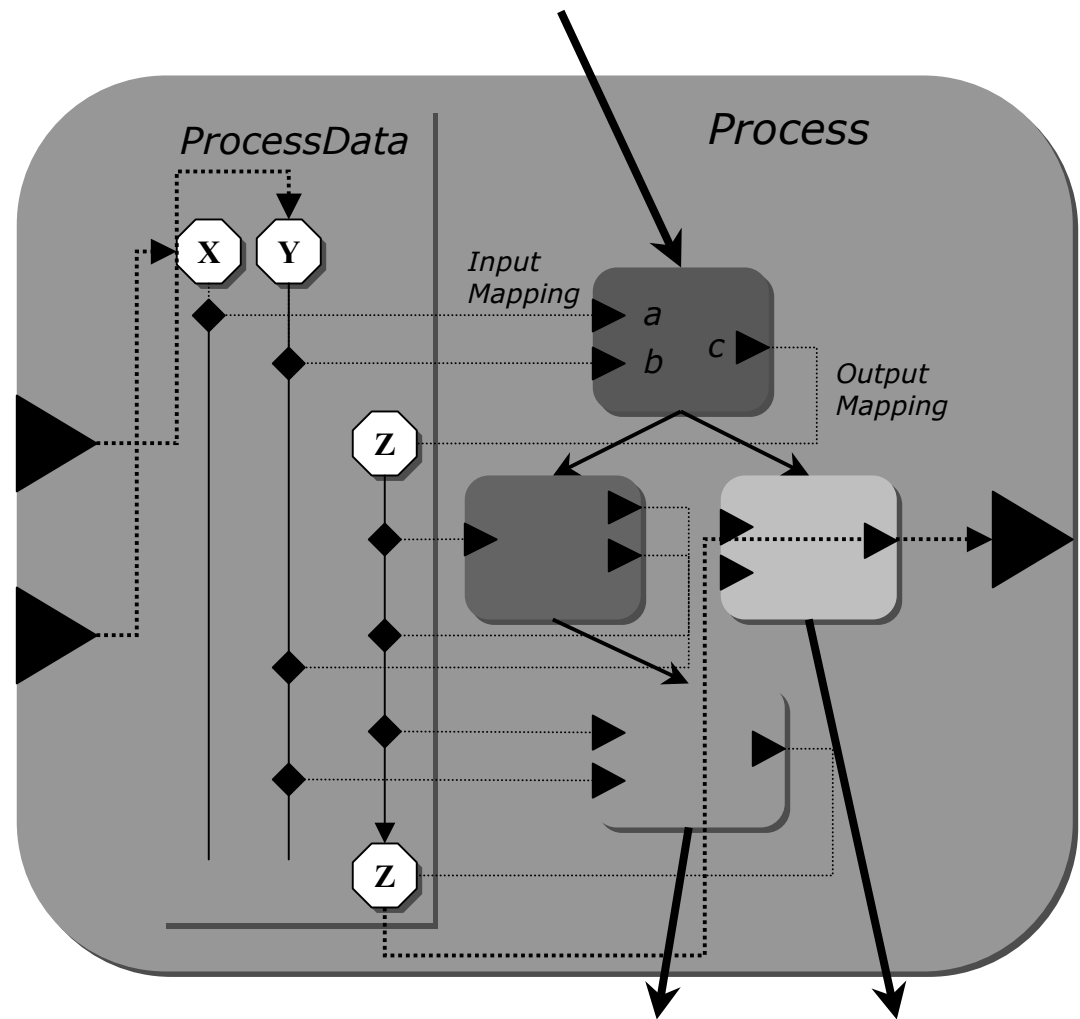 ProcessData
Process
X
Y
Input
Mapping
a
b
c
Output
Mapping
Z
Z